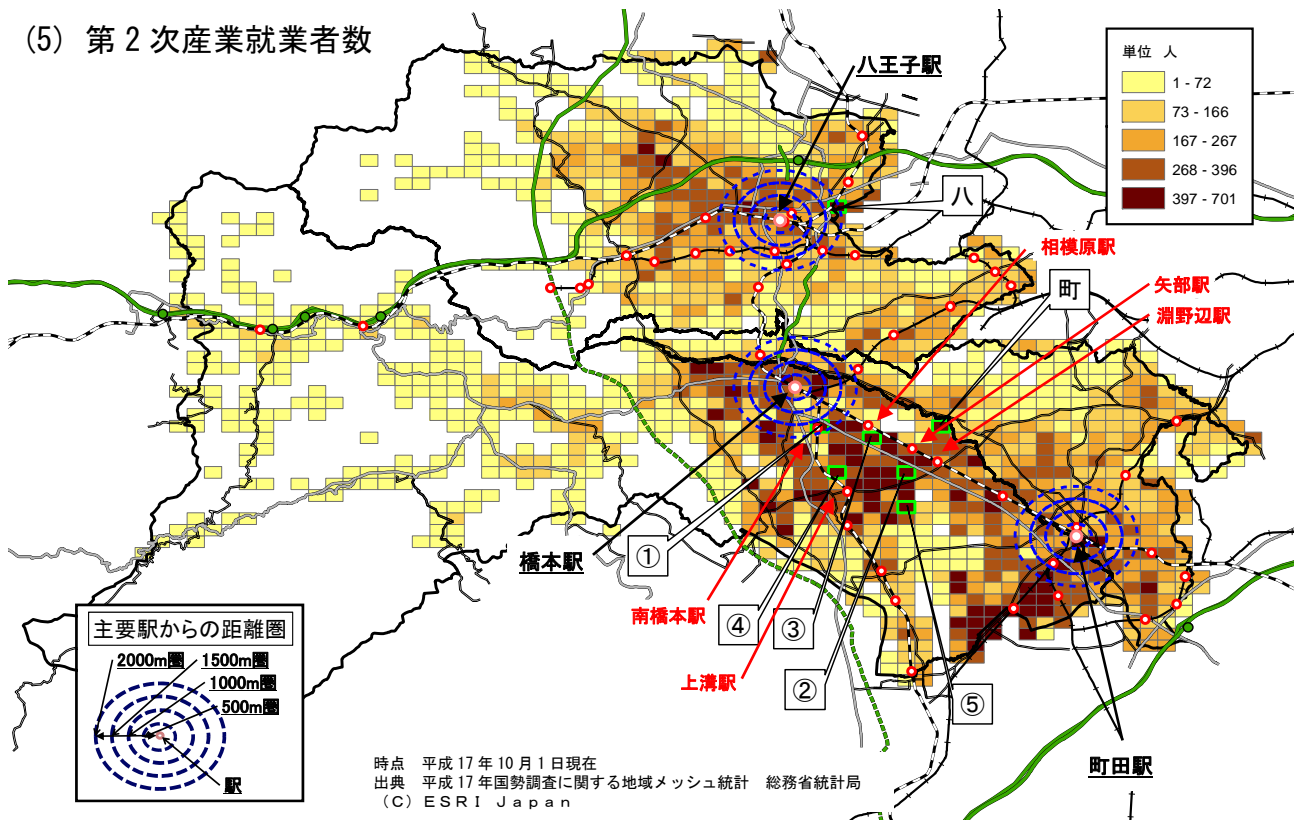 (5) 第2次産業就業者数
八王子駅
単位 人
1 - 72
73 - 166
167 - 267
268 - 396
397 - 701
八
相模原駅
町
矢部駅
淵野辺駅
橋本駅
①
南橋本駅
④
③
上溝駅
②
⑤
町田駅
主要駅からの距離圏
2000m圏
1500m圏
1000m圏
500m圏
駅
時点 平成17年10月1日現在
出典 平成17年国勢調査に関する地域メッシュ統計 総務省統計局
(C) ESRI Japan